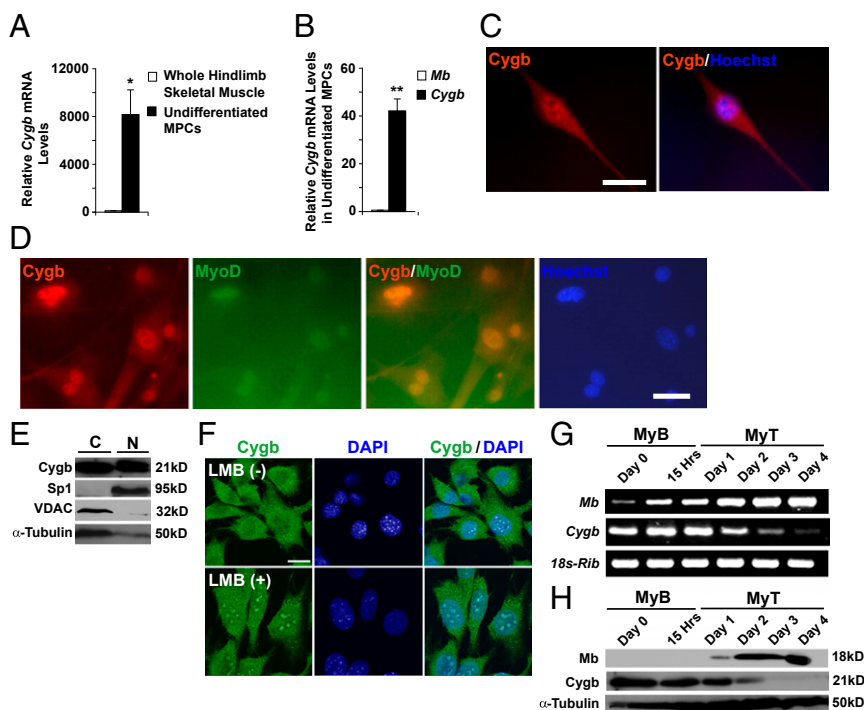 A
Relative Cygb mRNA
Levels
12000
8000
4000
0
*
Whole Hindlimb
Skeletal Muscle
Undifferentiated
MPCs
B
Relative Cygb mRNA Levels
in Undifferentiated MPCs
60
40
20
0
**
Mb
Cygb
C
Cygb
Cygb/Hoechst
D
Cygb
MyoD
Cygb/MyoD
Hoechst
E
C N
Cygb 21kD
Sp1 95kD
VDAC 32kD
α-Tubulin 50kD
F
Cygb DAPI Cygb/DAPI
LMB (-)
LMB (+)
G
MyB MyT
Day 0 15 Hrs Day 1 Day 2 Day 3 Day 4
Mb
Cygb
18s-Rib
H
MyB MyT
Day 0 15 Hrs Day 1 Day 2 Day 3 Day 4
Mb 18kD
Cygb 21kD
α-Tubulin 50kD